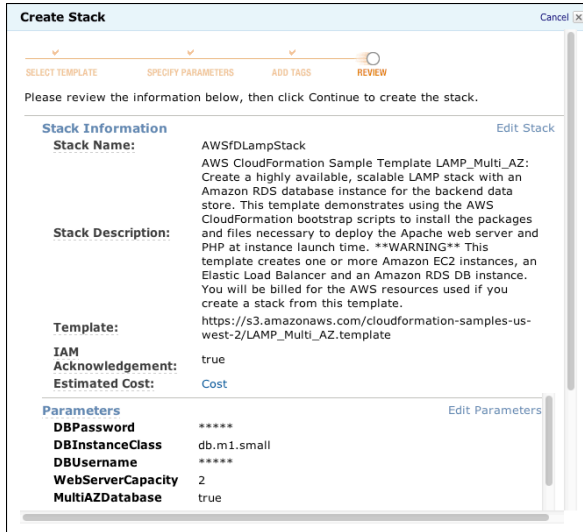 Create Stack
Cancel
SELECT TEMPLATE
SPECIFY PARAMETERS
ADD TAGS
REVIEW
Please review the information below, then click Continue to create the stack.
Stack Information
Edit Stack
Stack Name:
AWSfDLampStack
Stack Description:
AWS CloudFormation Sample Template LAMP_Multi_AZ:
Create a highly available, scalable LAMP stack with an
Amazon RDS database instance for the backend data
store. This template demonstrates using the AWS
CloudFormation bootstrap scripts to install the packages
and files necessary to deploy the Apache web server and
PHP at instance launch time. **WARNING** This
template creates one or more Amazon EC2 instances, an
Elastic Load Balancer and an Amazon RDS DB instance.
You will be billed for the AWS resources used if you
create a stack from this template.
Template:
https://s3.amazonaws.com/cloudformation-samples-us-
west-2/LAMP_Multi_AZ.template
IAM
Acknowledgement:
true
Estimated Cost:
Cost
Parameters
Edit Parameters
DBPassword
*****
DBInstanceClass
db.m1.small
DBUsername
*****
WebServerCapacity
2
MultiAZDatabase
true